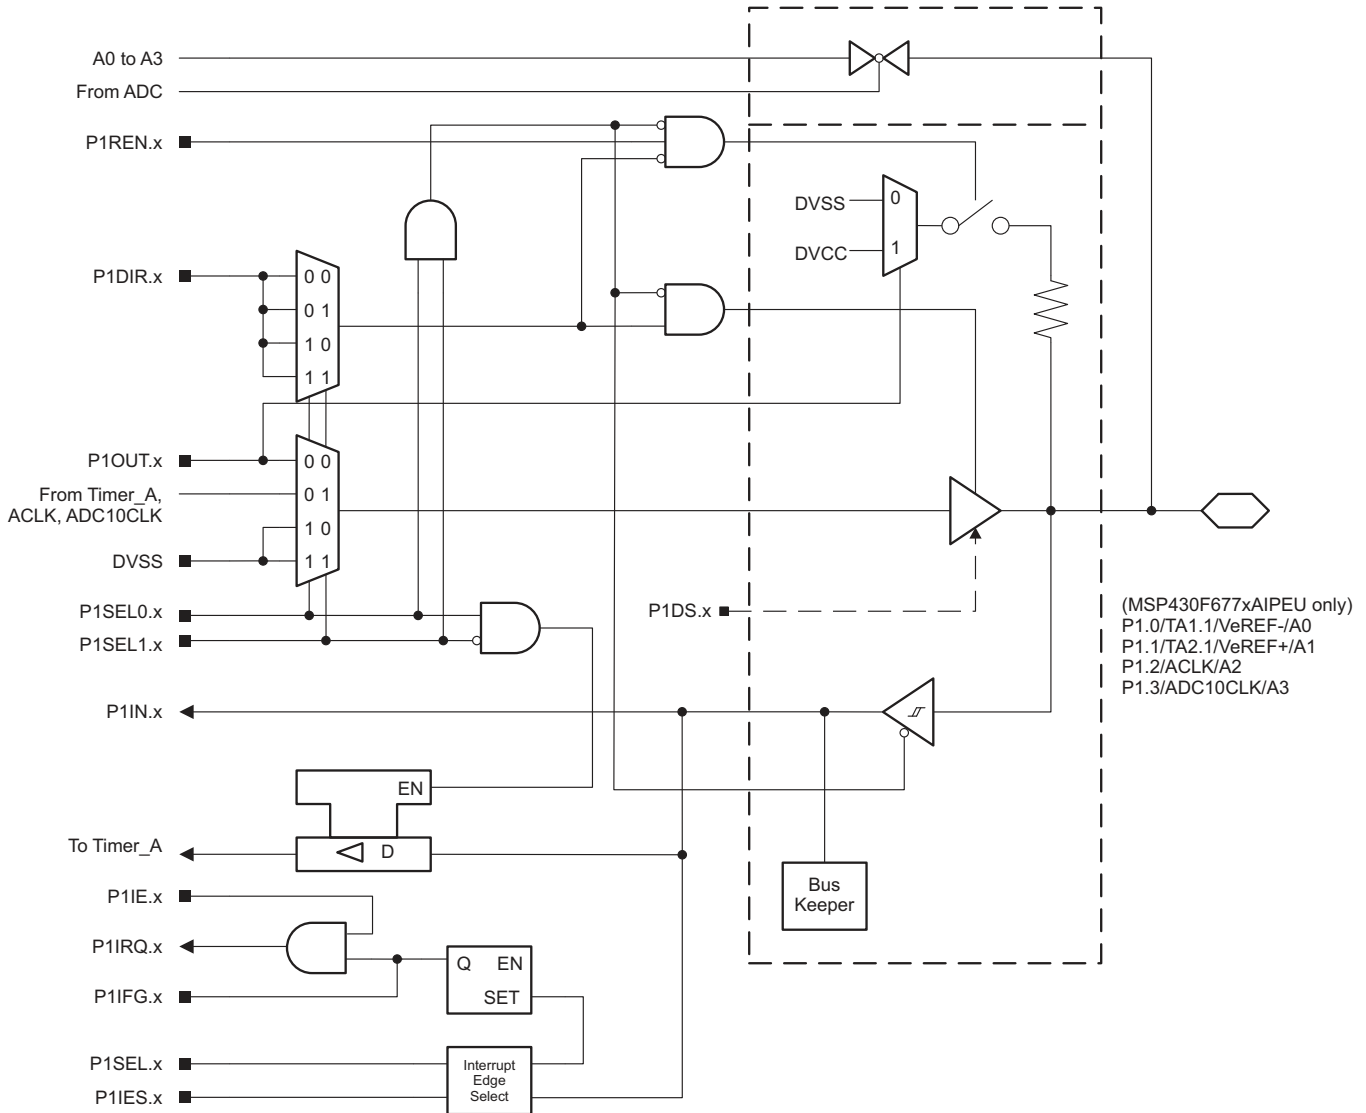 A0 to A3
From ADC
P1REN.x
DVSS
0
DVCC
1
P1DIR.x
0 0
0 1
1 0
1 1
P1OUT.x
0 0
From Timer_A,
ACLK, ADC10CLK
0 1
1 0
DVSS
1 1
P1SEL0.x
P1DS.x
P1SEL1.x
(MSP430F677xAIPEU only)
P1.0/TA1.1/VeREF-/A0
P1.1/TA2.1/VeREF+/A1
P1.2/ACLK/A2
P1.3/ADC10CLK/A3
P1IN.x
EN
To Timer_A
D
Bus
Keeper
P1IE.x
P1IRQ.x
Q EN
SET
P1IFG.x
P1SEL.x
P1IES.x
Interrupt
Edge
Select